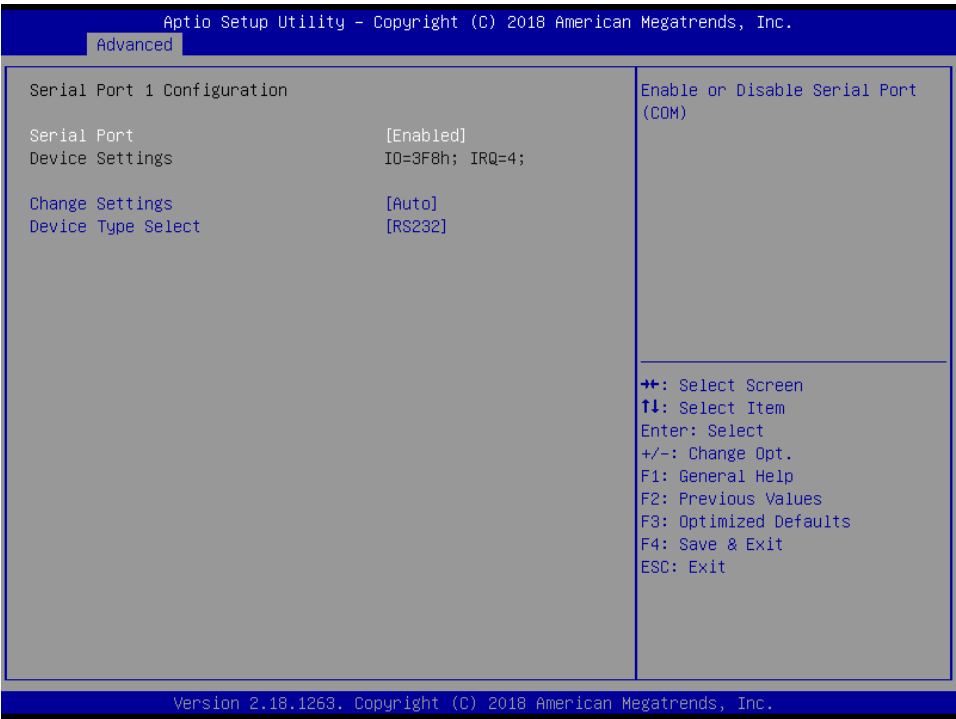 Aptio Setup Utility – Copyright (C) 2018 American Megatrends, Inc.
Advanced
Serial Port 1 Configuration
Serial Port [Enabled]
Device Settings IO=3F8h; IRQ=4;
Change Settings [Auto]
Device Type Select [RS232]
Enable or Disable Serial Port
(COM)
→←: Select Screen
↑↓: Select Item
Enter: Select
+/-: Change Opt.
F1: General Help
F2: Previous Values
F3: Optimized Defaults
F4: Save & Exit
ESC: Exit
Version 2.18.1263. Copyright (C) 2018 American Megatrends, Inc.